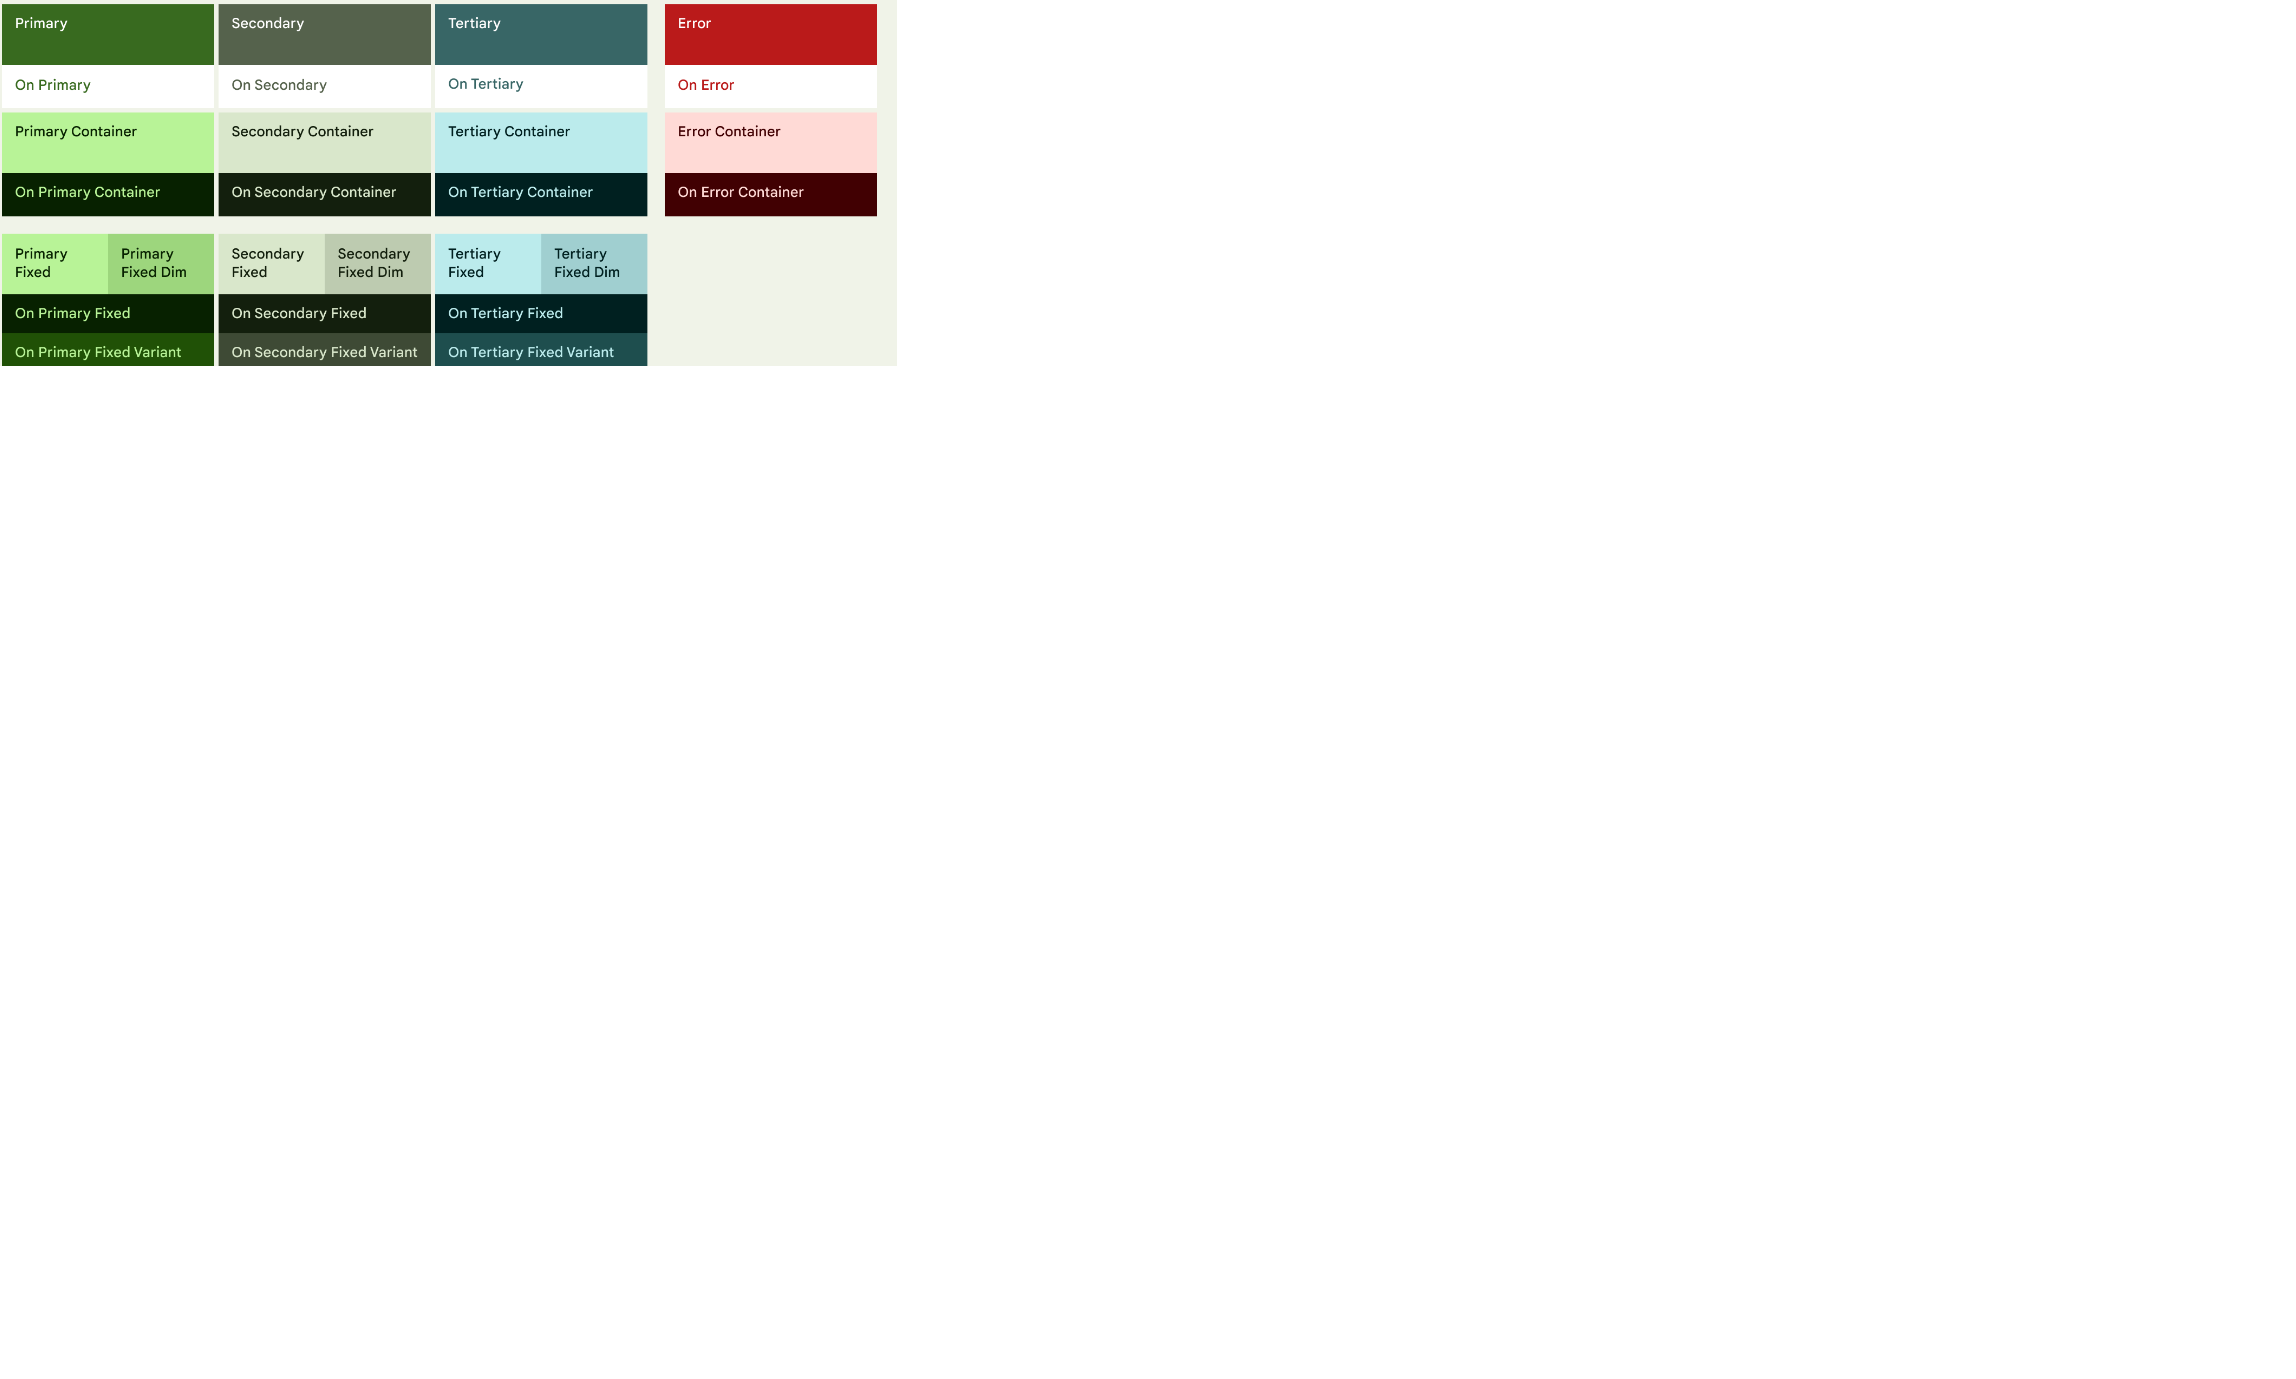 Primary
Secondary
Tertiary
Error
On Primary
On Secondary
On Tertiary
On Error
Primary Container
Secondary Container
Tertiary Container
Error Container
On Primary Container
On Secondary Container
On Tertiary Container
On Error Container
Primary
Fixed
Primary
Fixed Dim
Secondary
Fixed
Secondary
Fixed Dim
Tertiary
Fixed
Tertiary
Fixed Dim
On Primary Fixed
On Secondary Fixed
On Tertiary Fixed
On Primary Fixed Variant
On Secondary Fixed Variant
On Tertiary Fixed Variant